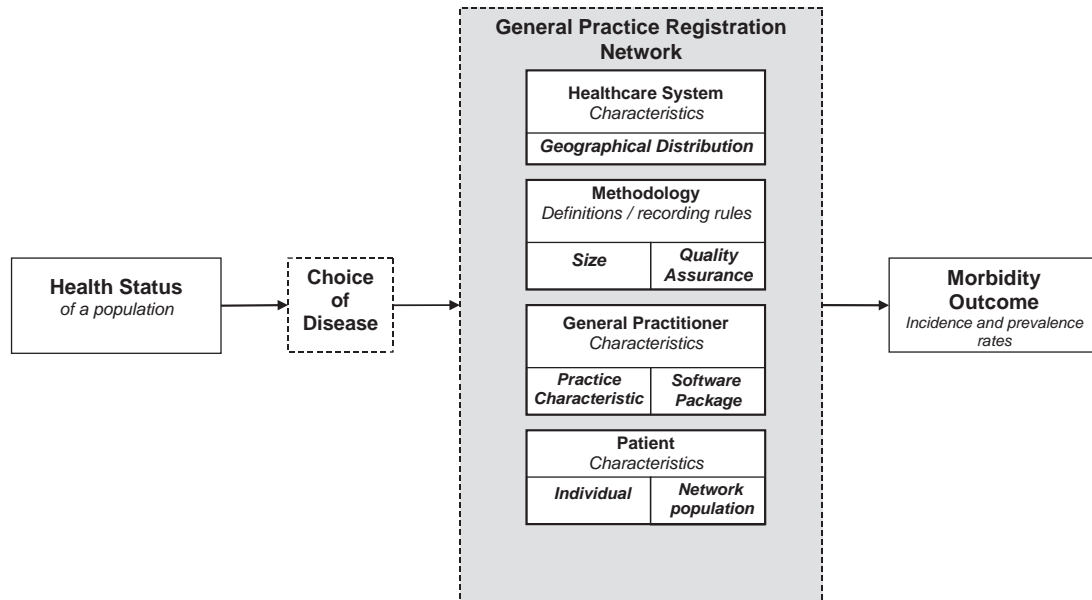 General Practice Registration
Network
Healthcare System
Characteristics
Geographical Distribution
Methodology
Definitions / recording rules
Size
Quality
Assurance
Health Status
of a population
Choice
of
Disease
General Practitioner
Characteristics
Practice
Characteristic
Software
Package
Patient
Characteristics
Individual
Network
population
Morbidity
Outcome
Incidence and prevalence
rates